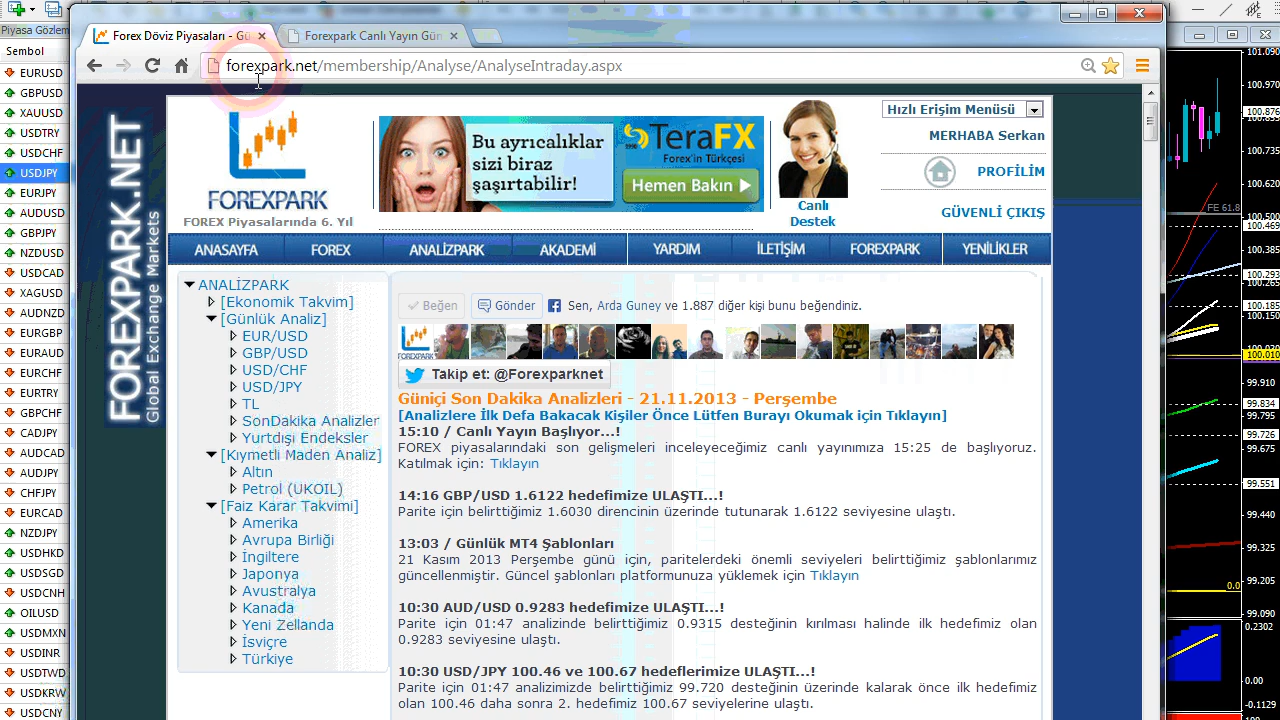 Piyasa Gözlem
Sembol
EURUSD
GBPUSD
XAUUSD
USDTRY
USDCHF
USDJPY
EURJPY
AUDUSD
GBPJPY
NZDUSD
USDCAD
XAGUSD
AUDNZD
EURGBP
EURAUD
EURCHF
EURTRY
GBPCHF
CADJPY
AUDCAD
AUDJPY
CHFJPY
EURCAD
NZDJPY
USDHKD
USDSGD
USDCNH
OILUSD
USDMXN
USDINR
USDTWD
USDKRW
USDCNY
Forex Döviz Piyasaları - Gü
Forexpark Canlı Yayın Gün
forexpark.net/membership/Analyse/AnalyseIntraday.aspx
FOREXPARK.NET
Global Exchange Markets
FOREXPARK
FOREX Piyasalarında 6. Yıl
Bu ayrıcalıklar
sizi biraz
şaşırtabilir!
TeraFX
Forex'in Türkçesi
Hemen Bakın
Canlı
Destek
Hızlı Erişim Menüsü
MERHABA Serkan
PROFİLİM
GÜVENLİ ÇIKIŞ
ANASAYFA FOREX ANALİZPARK AKADEMİ YARDIM İLETİŞİM FOREXPARK YENİLİKLER
ANALİZPARK
[Ekonomik Takvim]
[Günlük Analiz]
EUR/USD
GBP/USD
USD/CHF
USD/JPY
TL
SonDakika Analizler
Yurtdışı Endeksler
[Kıymetli Maden Analiz]
Altın
Petrol (UKOIL)
[Faiz Karar Takvimi]
Amerika
Avrupa Birliği
İngiltere
Japonya
Avustralya
Kanada
Yeni Zellanda
İsviçre
Türkiye
Beğen Gönder Sen, Arda Guney ve 1.887 diğer kişi bunu beğendiniz.
FOREXPARK
Takip et: @Forexparknet
Güniçi Son Dakika Analizleri - 21.11.2013 - Perşembe
[Analizlere İlk Defa Bakacak Kişiler Önce Lütfen Burayı Okumak için Tıklayın]
15:10 / Canlı Yayın Başlıyor...!
FOREX piyasalarındaki son gelişmeleri inceleyeceğimiz canlı yayınımıza 15:25 de başlıyoruz.
Katılmak için: Tıklayın
14:16 GBP/USD 1.6122 hedefimize ULAŞTI...!
Parite için belirttiğimiz 1.6030 direncinin üzerinde tutunarak 1.6122 seviyesine ulaştı.
13:03 / Günlük MT4 Şablonları
21 Kasım 2013 Perşembe günü için, paritelerdeki önemli seviyeleri belirttiğimiz şablonlarımız
güncellenmiştir. Güncel şablonları platformunuza yüklemek için Tıklayın
10:30 AUD/USD 0.9283 hedefimize ULAŞTI...!
Parite için 01:47 analizinde belirttiğimiz 0.9315 desteğinin kırılması halinde ilk hedefimiz olan
0.9283 seviyesine ulaştı.
10:30 USD/JPY 100.46 ve 100.67 hedeflerimize ULAŞTI...!
Parite için 01:47 analizimizde belirttiğimiz 99.720 desteğinin üzerinde kalarak önce ilk hedefimiz
olan 100.46 daha sonra 2. hedefimiz 100.67 seviyelerine ulaştı.
FE 61.8
0.0
101.090
100.970
100.876
100.735
100.620
100.500
100.469
100.293
100.265
100.185
100.150
100.010
99.910
99.834
99.795
99.726
99.675
99.551
99.440
99.325
99.205
99.090
0.2302
0.00
-0.1129
100